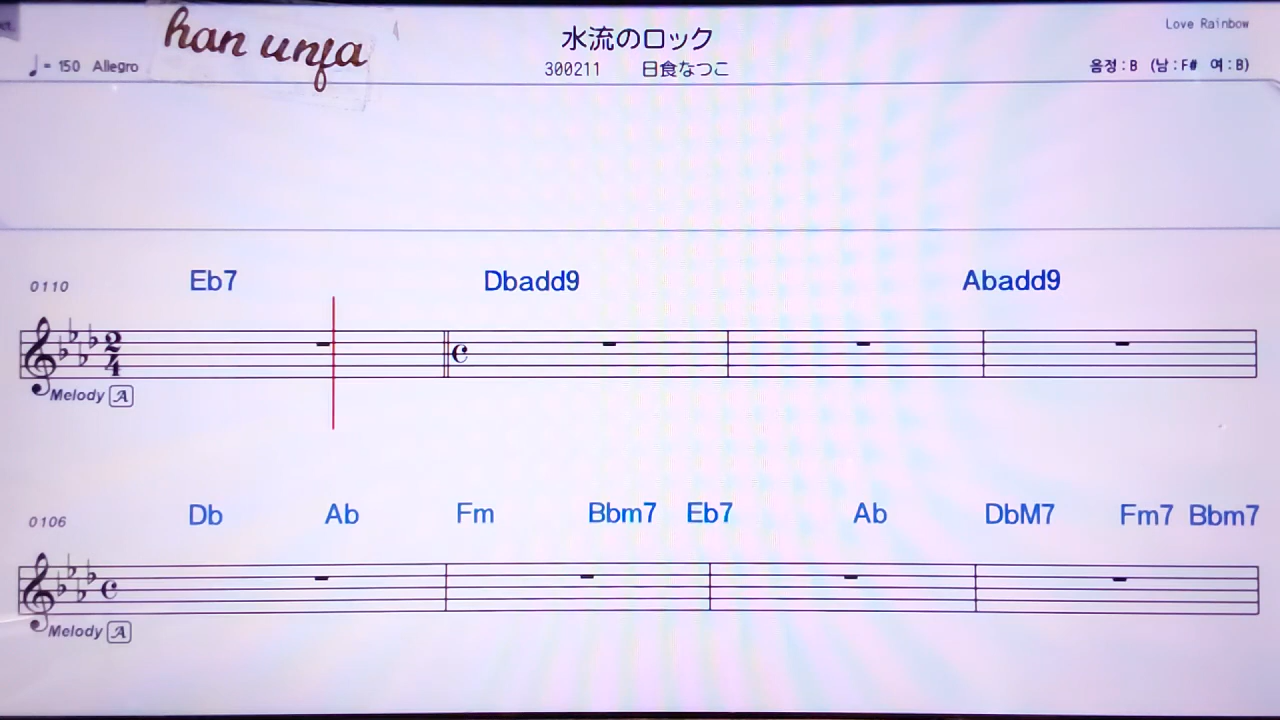 han unfa
水流のロック
Love Rainbow
♩= 150 Allegro
300211 日食なつこ
음정:B (남:F# 여:B)
0110 Eb7 Dbadd9 Abadd9
2 4
Melody A
0106 Db Ab Fm Bbm7 Eb7 Ab DbM7 Fm7 Bbm7
Melody A